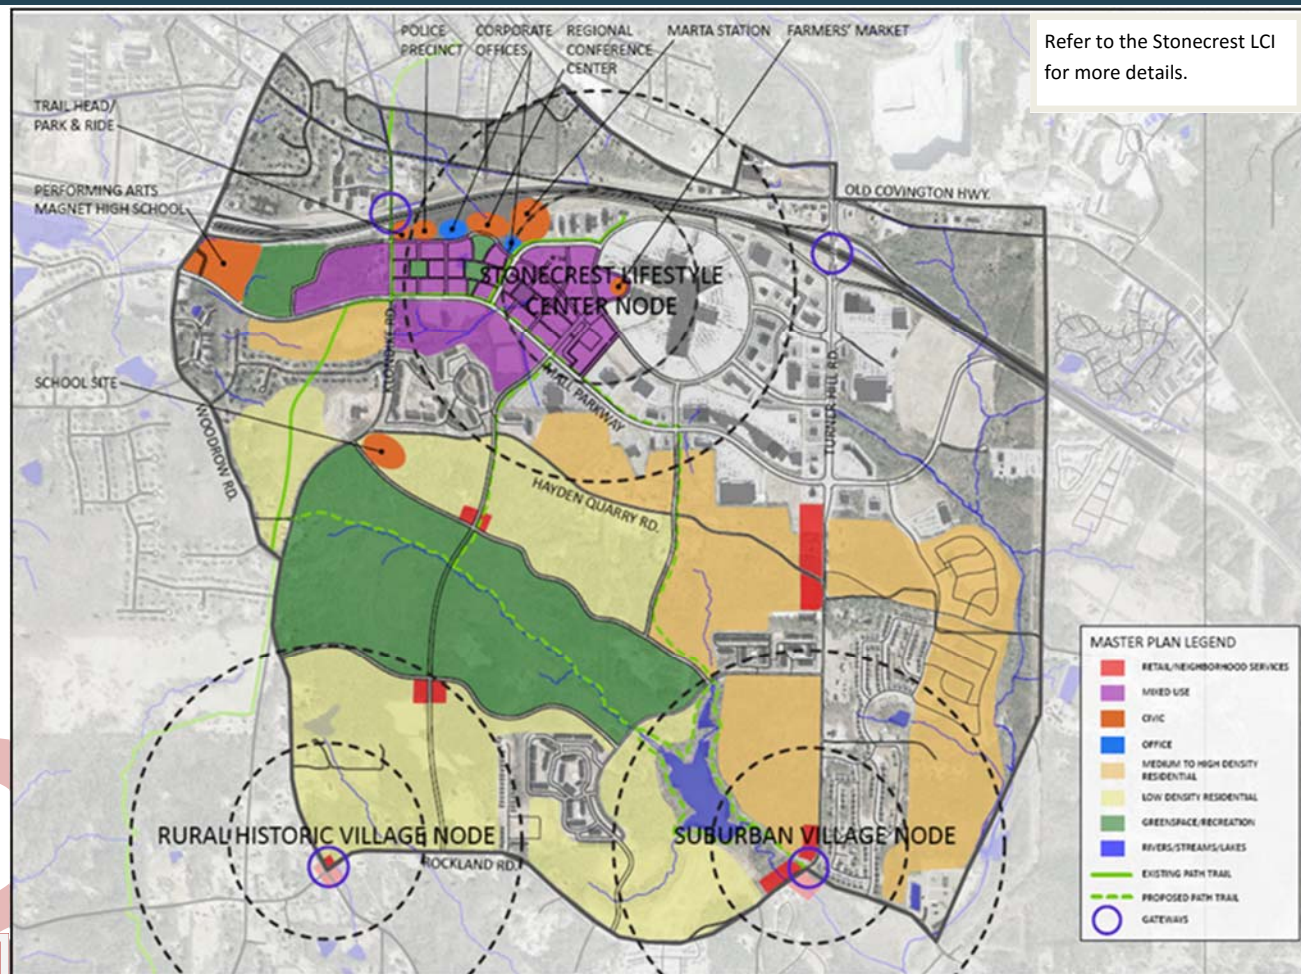 POLICE
PRECINCT
CORPORATE
OFFICES
REGIONAL
CONFERENCE
CENTER
MARTA STATION
FARMERS' MARKET
Refer to the Stonecrest LCI
for more details.
TRAIL HEAD/
PARK & RIDE
PERFORMING ARTS
MAGNET HIGH SCHOOL
OLD COVINGTON HWY.
STONECREST LIFESTYLE
CENTER NODE
KLONDIKE RD.
SCHOOL SITE
MALL PARKWAY
TURNER HILL RD.
WOODROW RD.
HAYDEN QUARRY RD.
RURAL HISTORIC VILLAGE NODE
SUBURBAN VILLAGE NODE
ROCKLAND RD.
MASTER PLAN LEGEND
RETAIL/NEIGHBORHOOD SERVICES
MIXED USE
CIVIC
OFFICE
MEDIUM TO HIGH DENSITY
RESIDENTIAL
LOW DENSITY RESIDENTIAL
GREENSPACE/RECREATION
RIVERS/STREAMS/LAKES
EXISTING PATH TRAIL
PROPOSED PATH TRAIL
GATEWAYS